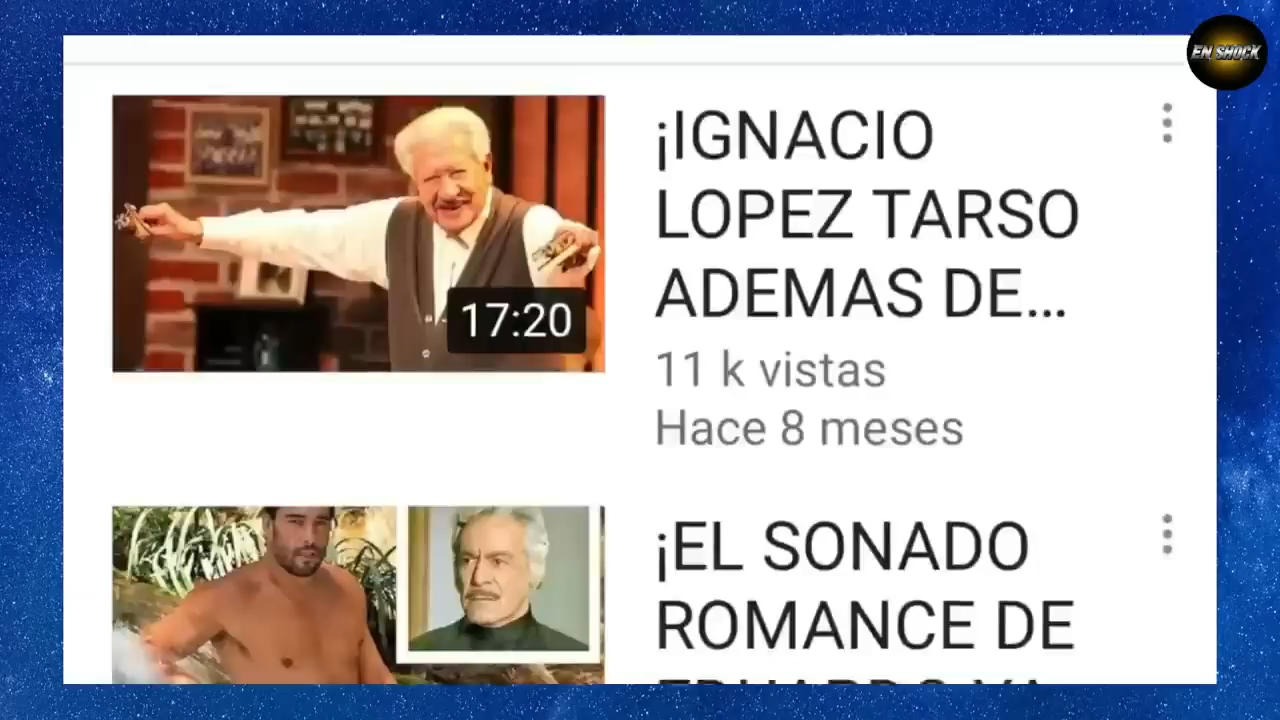 EN SHOCK
¡IGNACIO
LOPEZ TARSO
ADEMAS DE...
17:20
11 k vistas
Hace 8 meses
¡EL SONADO
ROMANCE DE